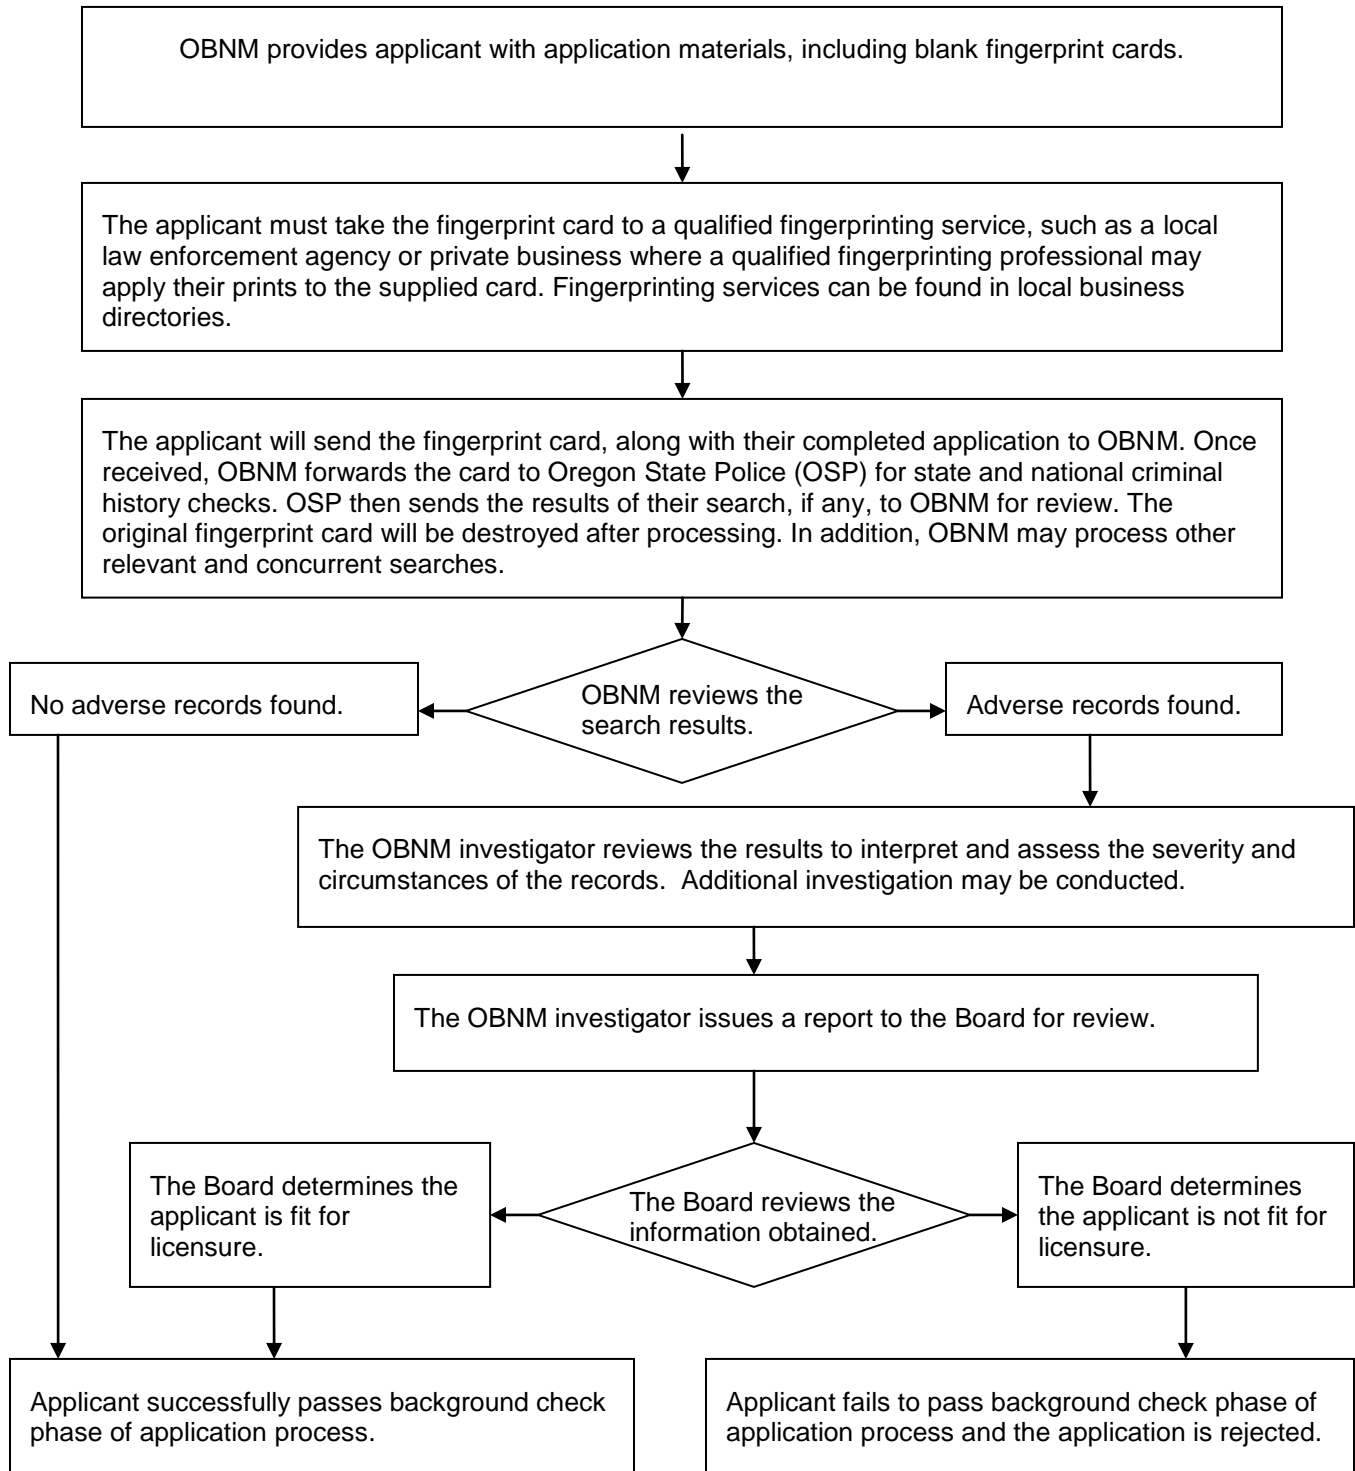 OBNM provides applicant with application materials, including blank fingerprint cards.
The applicant must take the fingerprint card to a qualified fingerprinting service, such as a local
law enforcement agency or private business where a qualified fingerprinting professional may
apply their prints to the supplied card. Fingerprinting services can be found in local business
directories.
The applicant will send the fingerprint card, along with their completed application to OBNM. Once
received, OBNM forwards the card to Oregon State Police (OSP) for state and national criminal
history checks. OSP then sends the results of their search, if any, to OBNM for review. The
original fingerprint card will be destroyed after processing. In addition, OBNM may process other
relevant and concurrent searches.
No adverse records found.
OBNM reviews the
search results.
Adverse records found.
The OBNM investigator reviews the results to interpret and assess the severity and
circumstances of the records.  Additional investigation may be conducted.
The OBNM investigator issues a report to the Board for review.
The Board determines the
applicant is fit for
licensure.
The Board reviews the
information obtained.
The Board determines
the applicant is not fit for
licensure.
Applicant successfully passes background check
phase of application process.
Applicant fails to pass background check phase of
application process and the application is rejected.